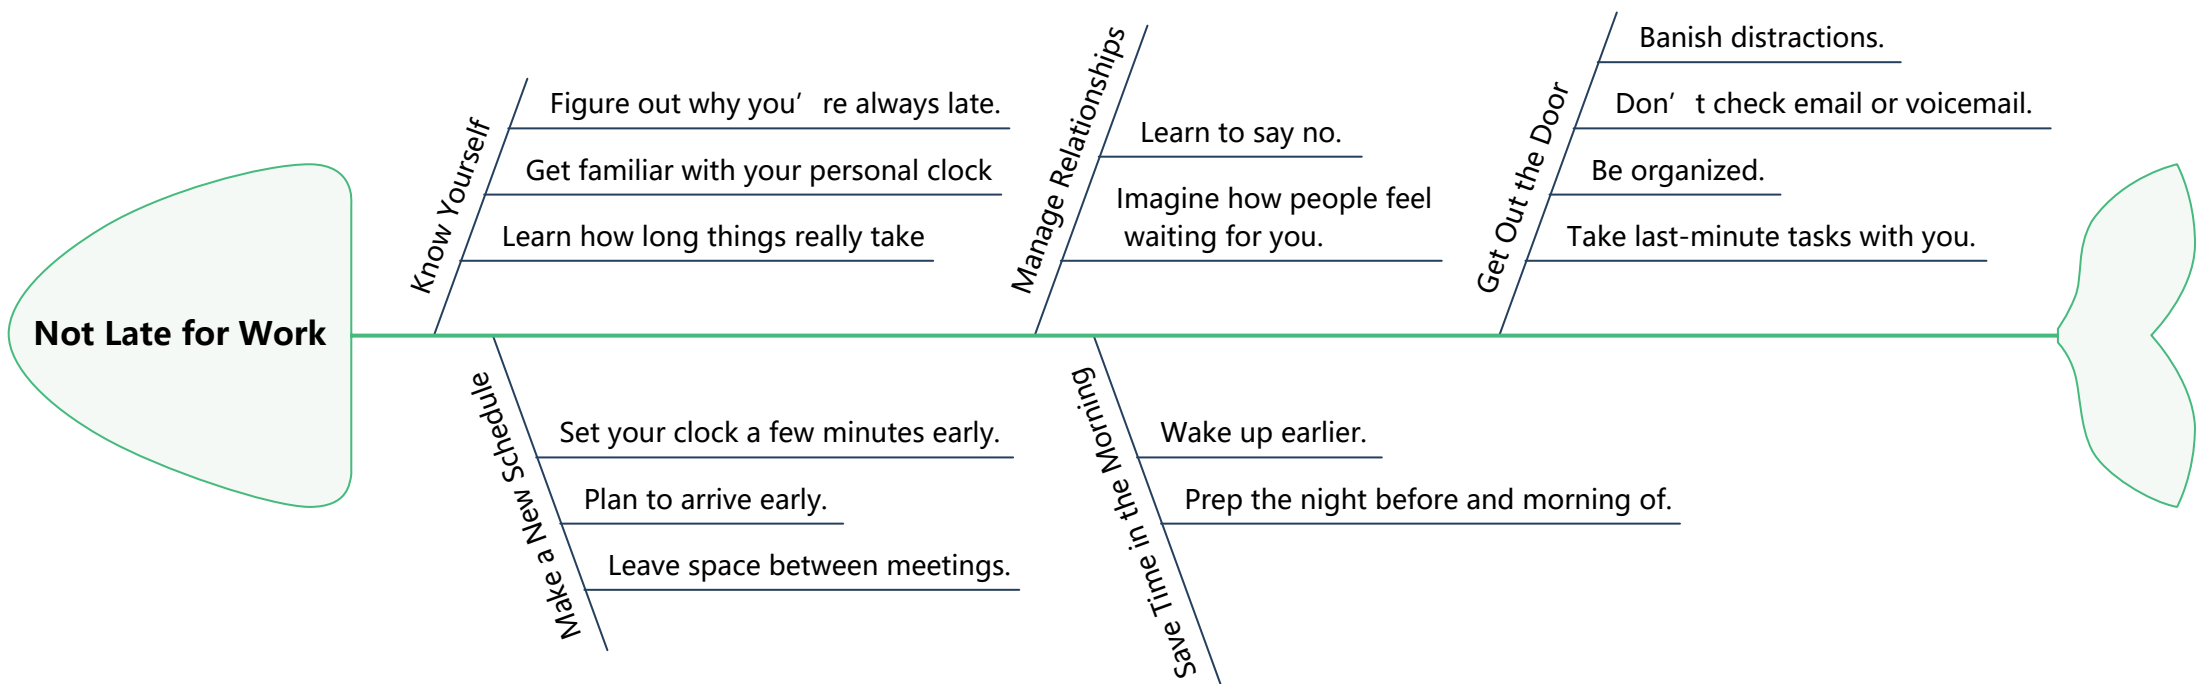 Not Late for Work
Know Yourself
Figure out why you’ re always late.
Get familiar with your personal clock
Learn how long things really take
Manage Relationships
Learn to say no.
Imagine how people feel
waiting for you.
Get Out the Door
Banish distractions.
Don’ t check email or voicemail.
Be organized.
Take last-minute tasks with you.
Make a New Schedule
Set your clock a few minutes early.
Plan to arrive early.
Leave space between meetings.
Save Time in the Morning
Wake up earlier.
Prep the night before and morning of.